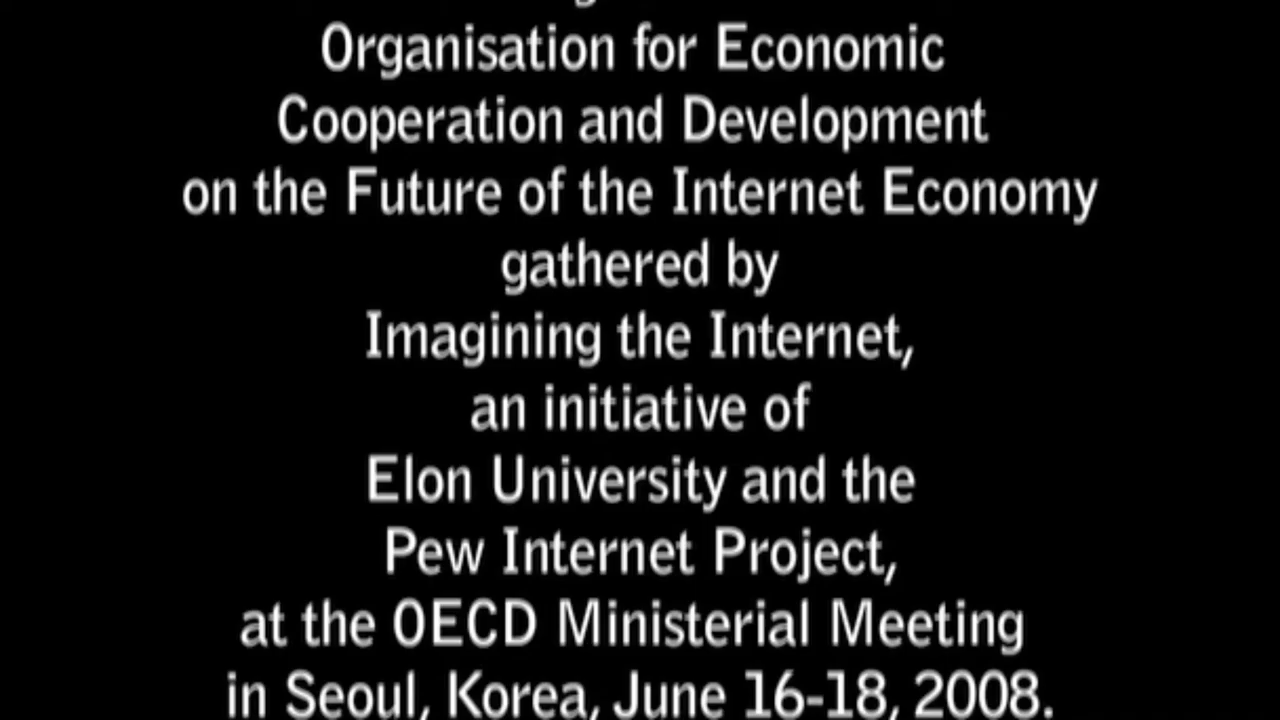 Organisation for Economic
Cooperation and Development
on the Future of the Internet Economy
gathered by
Imagining the Internet,
an initiative of
Elon University and the
Pew Internet Project,
at the OECD Ministerial Meeting
in Seoul, Korea, June 16-18, 2008.